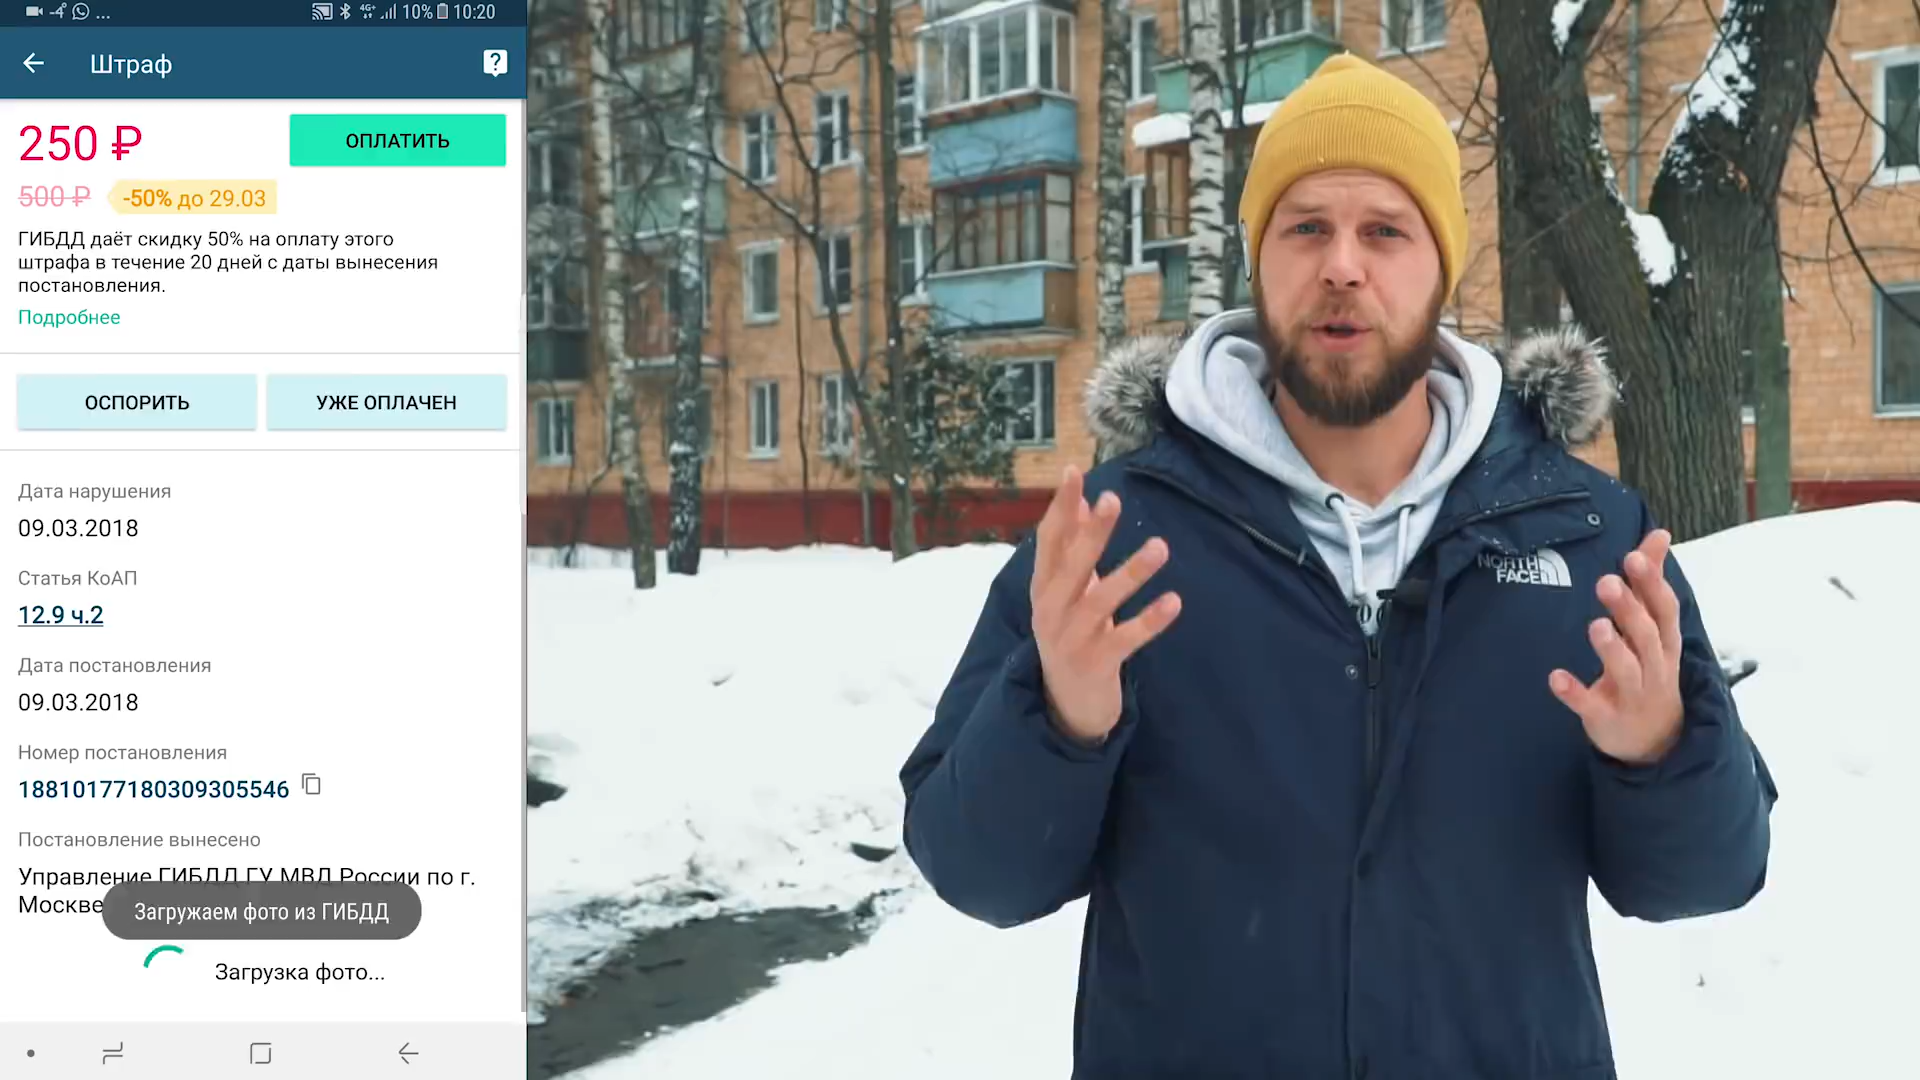 -4° ... 4G+ 10% 10:20
Штраф
250 ₽
ОПЛАТИТЬ
500 ₽
-50% до 29.03
ГИБДД даёт скидку 50% на оплату этого
штрафа в течение 20 дней с даты вынесения
постановления.
Подробнее
ОСПОРИТЬ
УЖЕ ОПЛАЧЕН
Дата нарушения
09.03.2018
Статья КоАП
12.9 ч.2
Дата постановления
09.03.2018
Номер постановления
18810177180309305546
Постановление вынесено
Управление ГИБДД ГУ МВД России по г.
Москве
Загружаем фото из ГИБДД
Загрузка фото...
NORTH
FACE